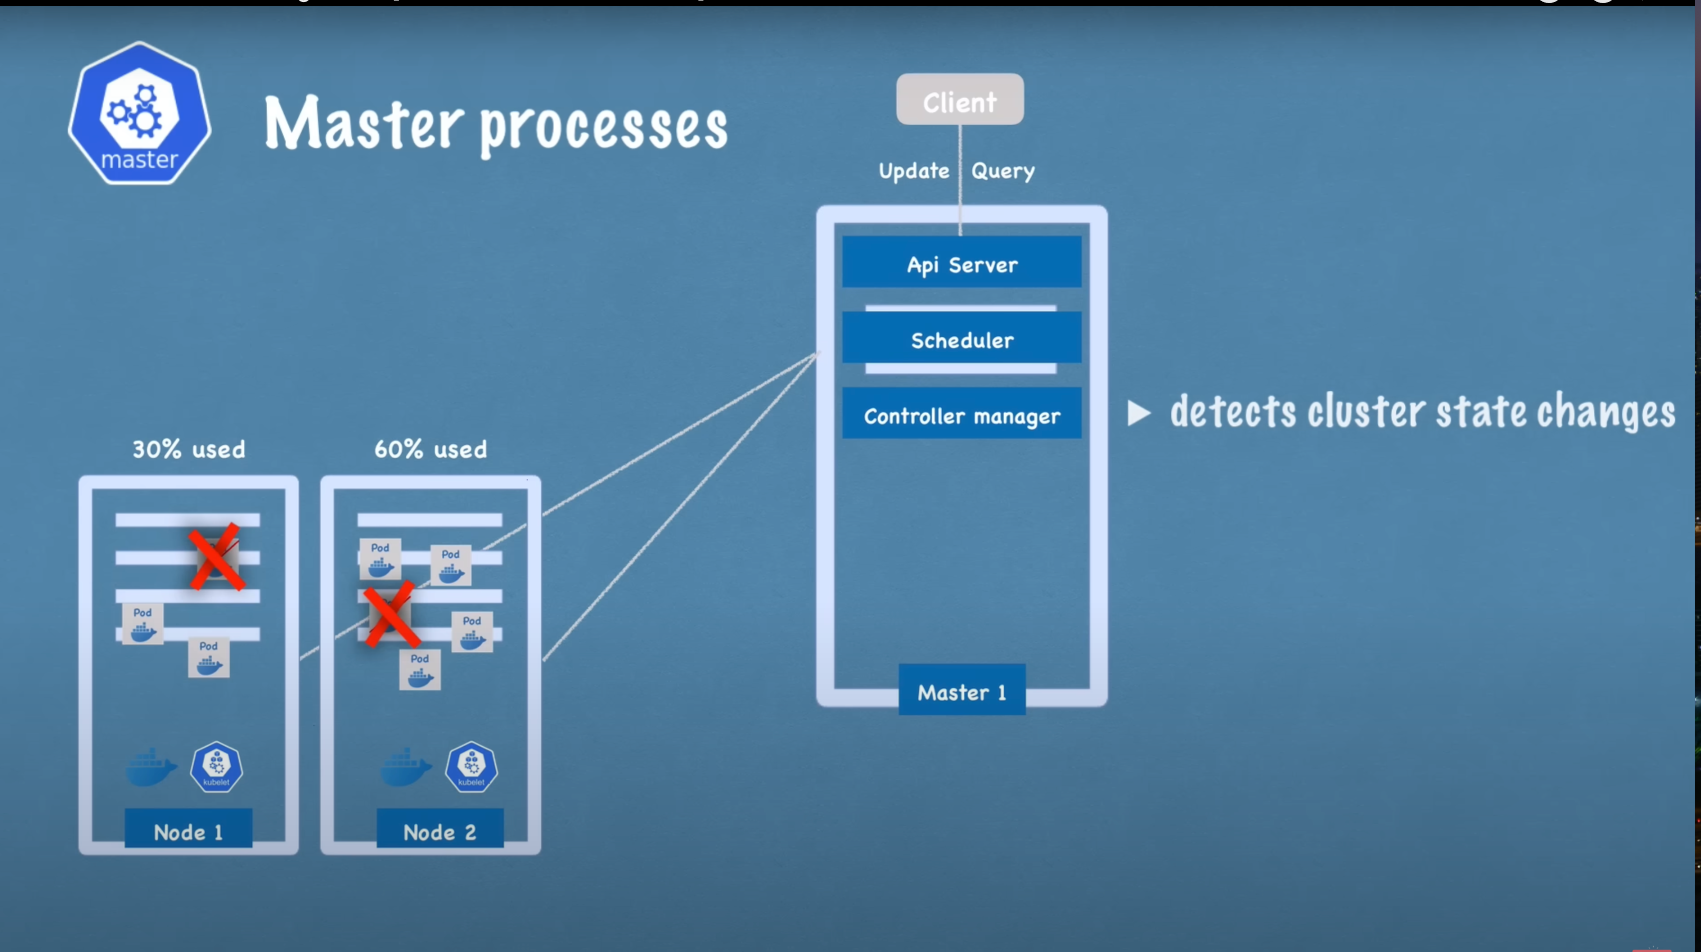 master
Master processes
Client
Update
Query
Api Server
Scheduler
Controller manager
detects cluster state changes
Master 1
30% used
60% used
Pod
Pod
Pod
Pod
Pod
Pod
kubelet
kubelet
Node 1
Node 2